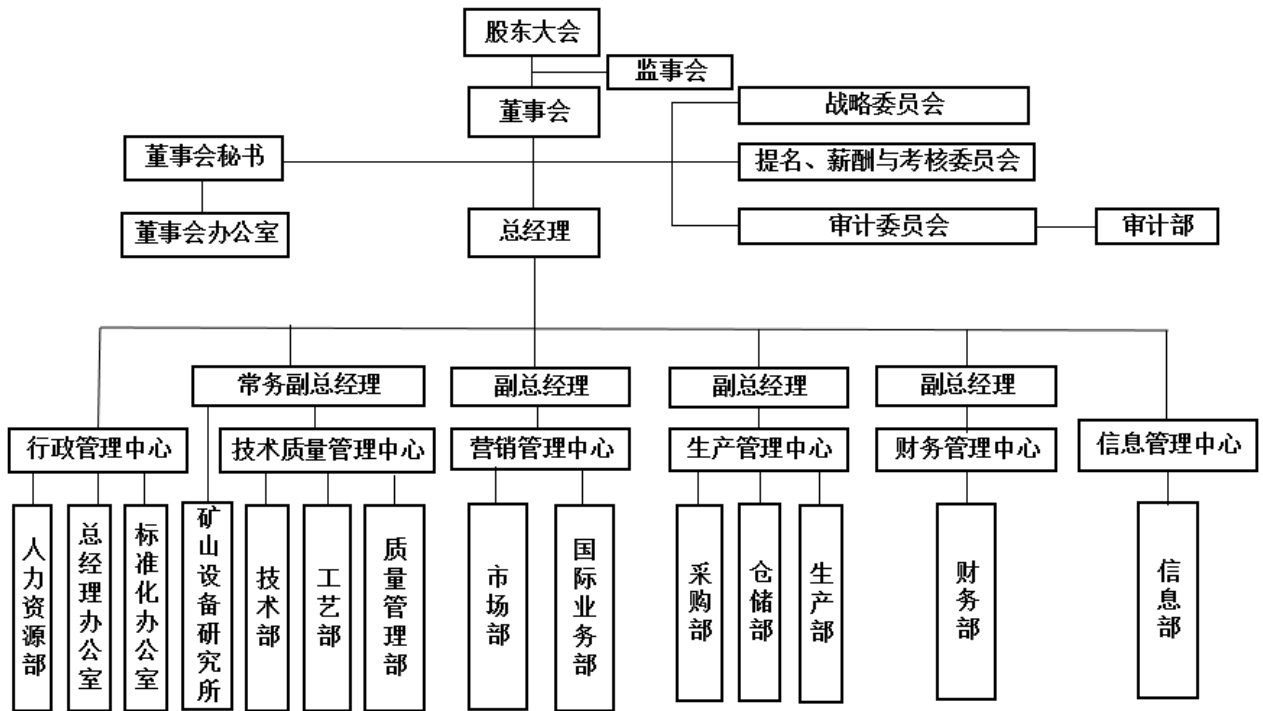 股东大会
监事会
董事会
战略委员会
董事会秘书
提名、薪酬与考核委员会
董事会办公室
总经理
审计委员会
审计部
常务副总经理
副总经理
副总经理
副总经理
行政管理中心
技术质量管理中心
营销管理中心
生产管理中心
财务管理中心
信息管理中心
人力资源部
总经理办公室
标准化办公室
矿山设备研究所
技术部
工艺部
质量管理部
市场部
国际业务部
采购部
仓储部
生产部
财务部
信息部